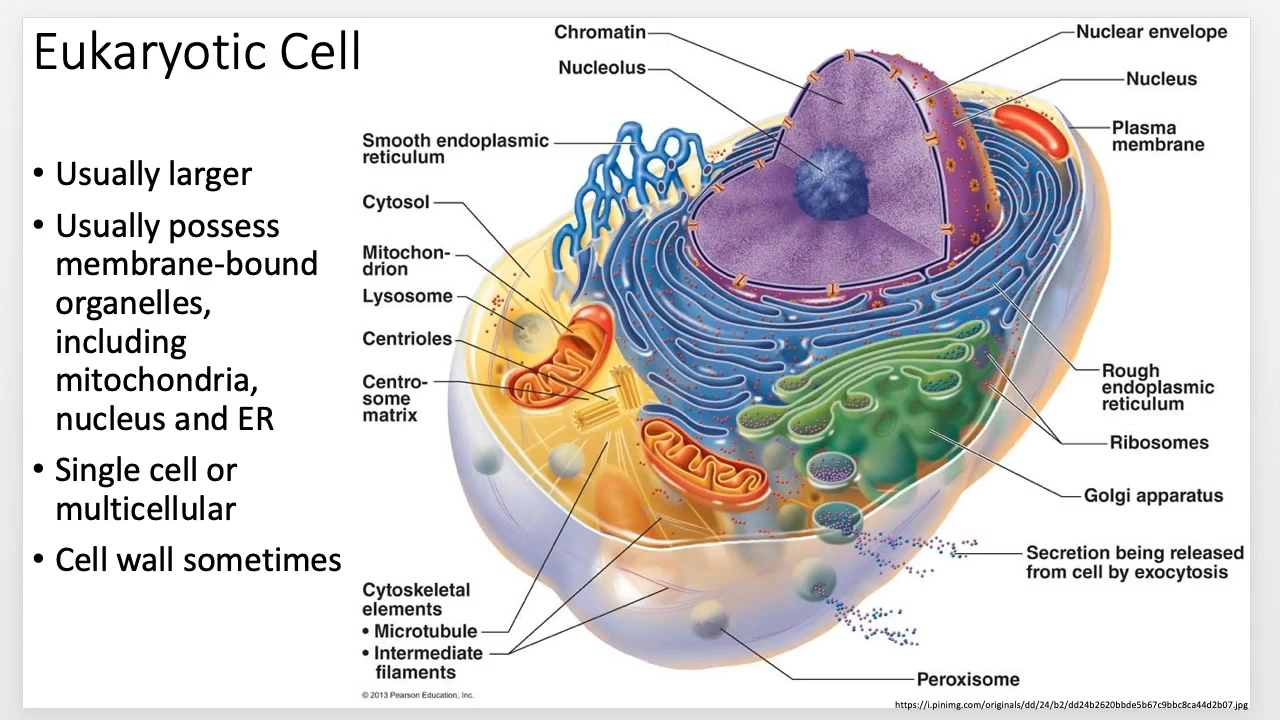 Eukaryotic Cell
• Usually larger
• Usually possess
membrane-bound
organelles,
including
mitochondria,
nucleus and ER
• Single cell or
multicellular
• Cell wall sometimes
Chromatin
Nucleolus
Smooth endoplasmic
reticulum
Cytosol
Mitochon-
drion
Lysosome
Centrioles
Centro-
some
matrix
Cytoskeletal
elements
• Microtubule
• Intermediate
filaments
© 2013 Pearson Education, Inc.
Nuclear envelope
Nucleus
Plasma
membrane
Rough
endoplasmic
reticulum
Ribosomes
Golgi apparatus
Secretion being released
from cell by exocytosis
Peroxisome
https://i.pinimg.com/originals/dd/24/b2/dd24b2620bbde5b67c9bbc8ca44d2b07.jpg